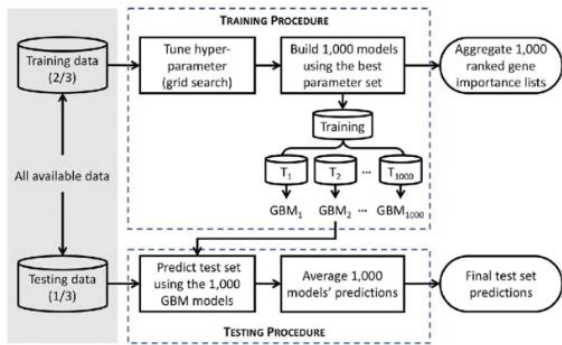 TRAINING PROCEDURE
Training data
(2/3)
Tune hyper-
parameter
(grid search)
Build 1,000 models
using the best
parameter set
Aggregate 1,000
ranked gene
importance lists
Training
All available data
T1
T2
...
T1000
GBM1
GBM2
...
GBM1000
Testing data
(1/3)
Predict test set
using the 1,000
GBM models
Average 1,000
models' predictions
Final test set
predictions
TESTING PROCEDURE